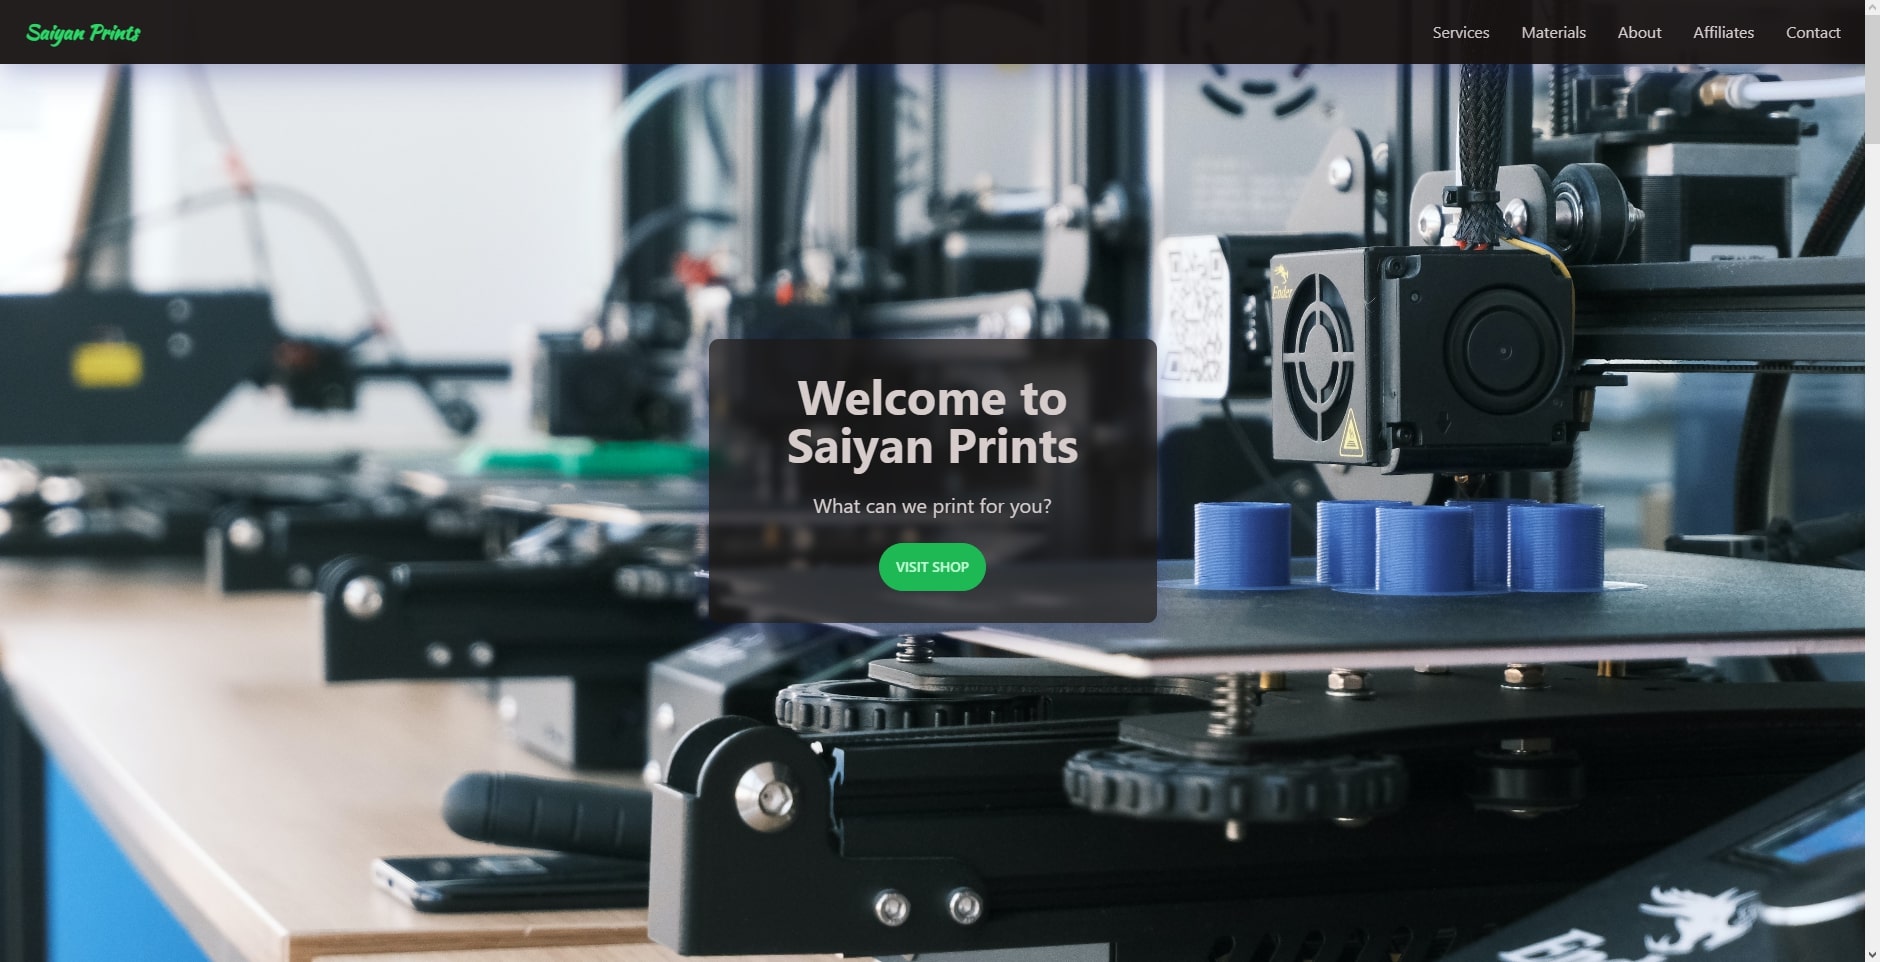 Saiyan Prints
Services
Materials
About
Affiliates
Contact
Ender
Welcome to
Saiyan Prints
What can we print for you?
VISIT SHOP